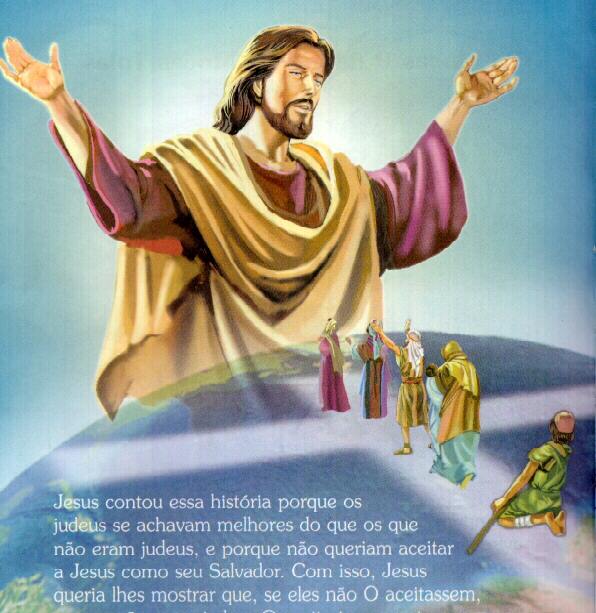 Jesus contou essa história porque os
judeus se achavam melhores do que os que
não eram judeus, e porque não queriam aceitar
a Jesus como seu Salvador. Com isso, Jesus
queria lhes mostrar que, se eles não O aceitassem,